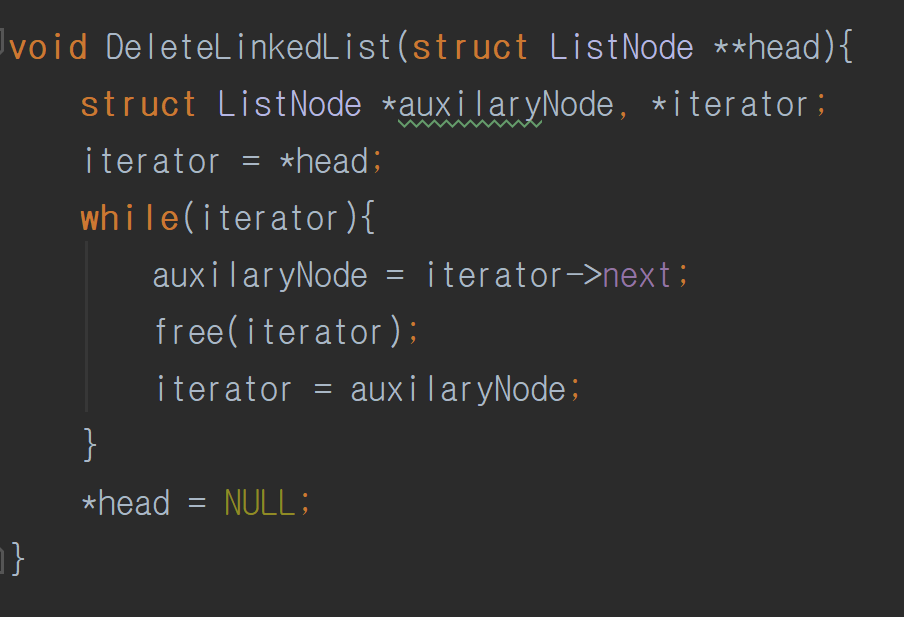 void DeleteLinkedList(struct ListNode **head){
struct ListNode *auxilaryNode, *iterator;
iterator = *head;
while(iterator){
auxilaryNode = iterator->next;
free(iterator);
iterator = auxilaryNode;
}
*head = NULL;
}